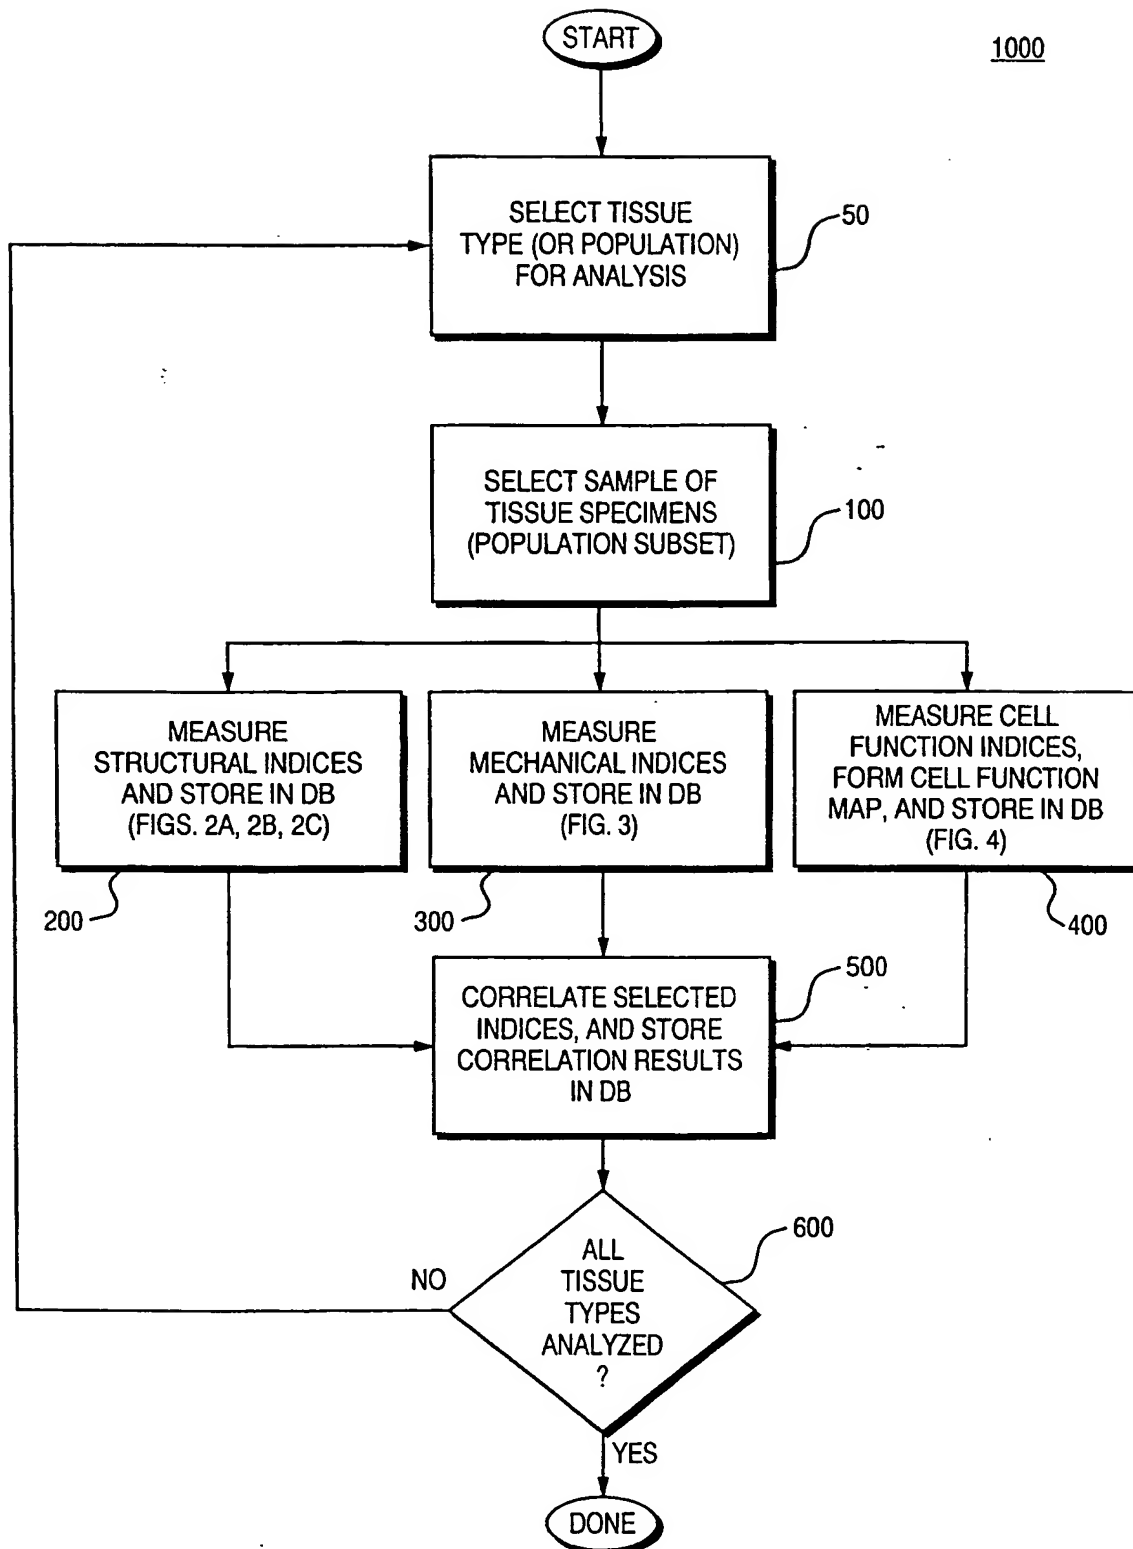 START
1000
SELECT TISSUE
TYPE (OR POPULATION)
FOR ANALYSIS
50
SELECT SAMPLE OF
TISSUE SPECIMENS
(POPULATION SUBSET)
100
MEASURE
STRUCTURAL INDICES
AND STORE IN DB
(FIGS. 2A, 2B, 2C)
200
MEASURE
MECHANICAL INDICES
AND STORE IN DB
(FIG. 3)
300
MEASURE CELL
FUNCTION INDICES,
FORM CELL FUNCTION
MAP, AND STORE IN DB
(FIG. 4)
400
CORRELATE SELECTED
INDICES, AND STORE
CORRELATION RESULTS
IN DB
500
ALL
TISSUE
TYPES
ANALYZED
?
600
NO
YES
DONE